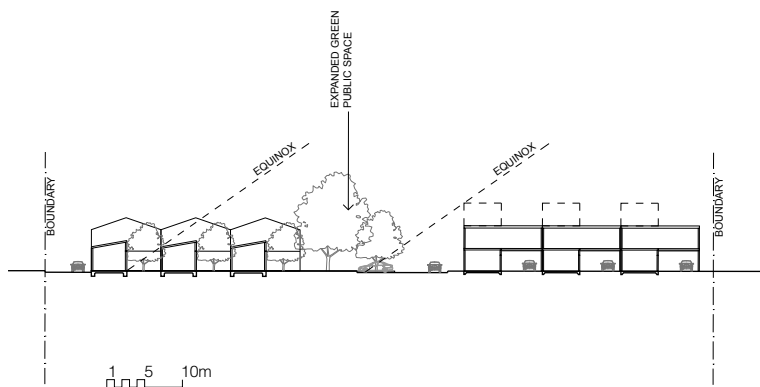 EXPANDED GREEN
PUBLIC SPACE
EQUINOX
EQUINOX
BOUNDARY
BOUNDARY
1 5 10m